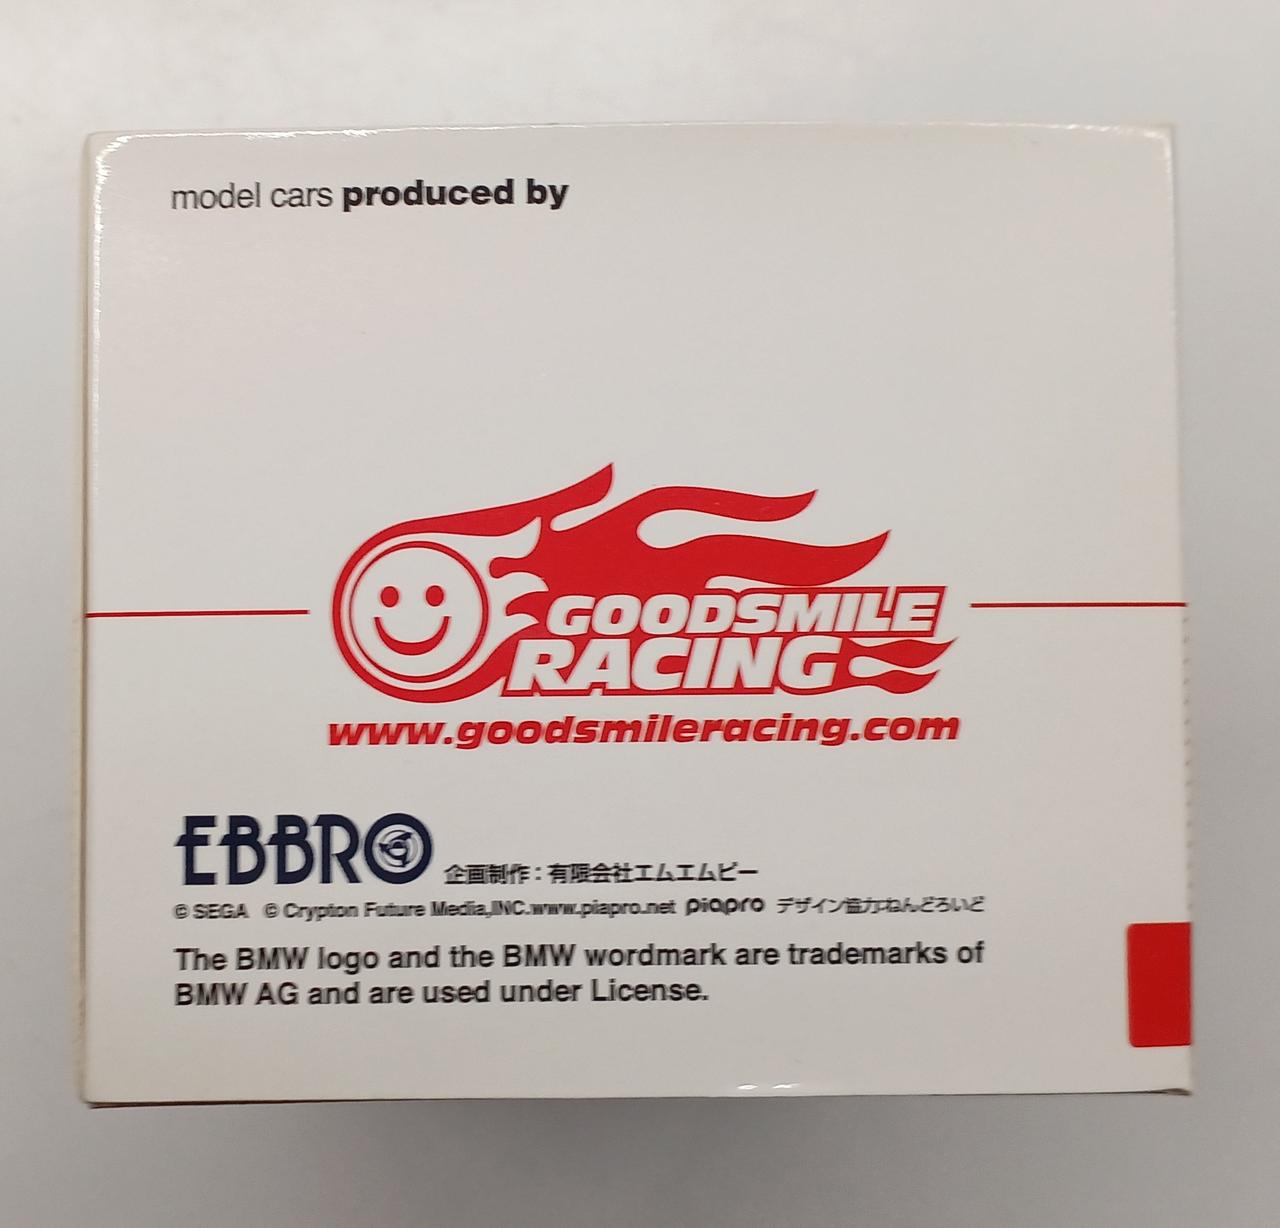 model cars produced by
GOODSMILE
RACING
www.goodsmileracing.com
EBBRO 企画制作：有限会社エムエムピー
© SEGA © Crypton Future Media,INC.www.piapro.net piapro デザイン協力:ねんどろいど
The BMW logo and the BMW wordmark are trademarks of
BMW AG and are used under License.